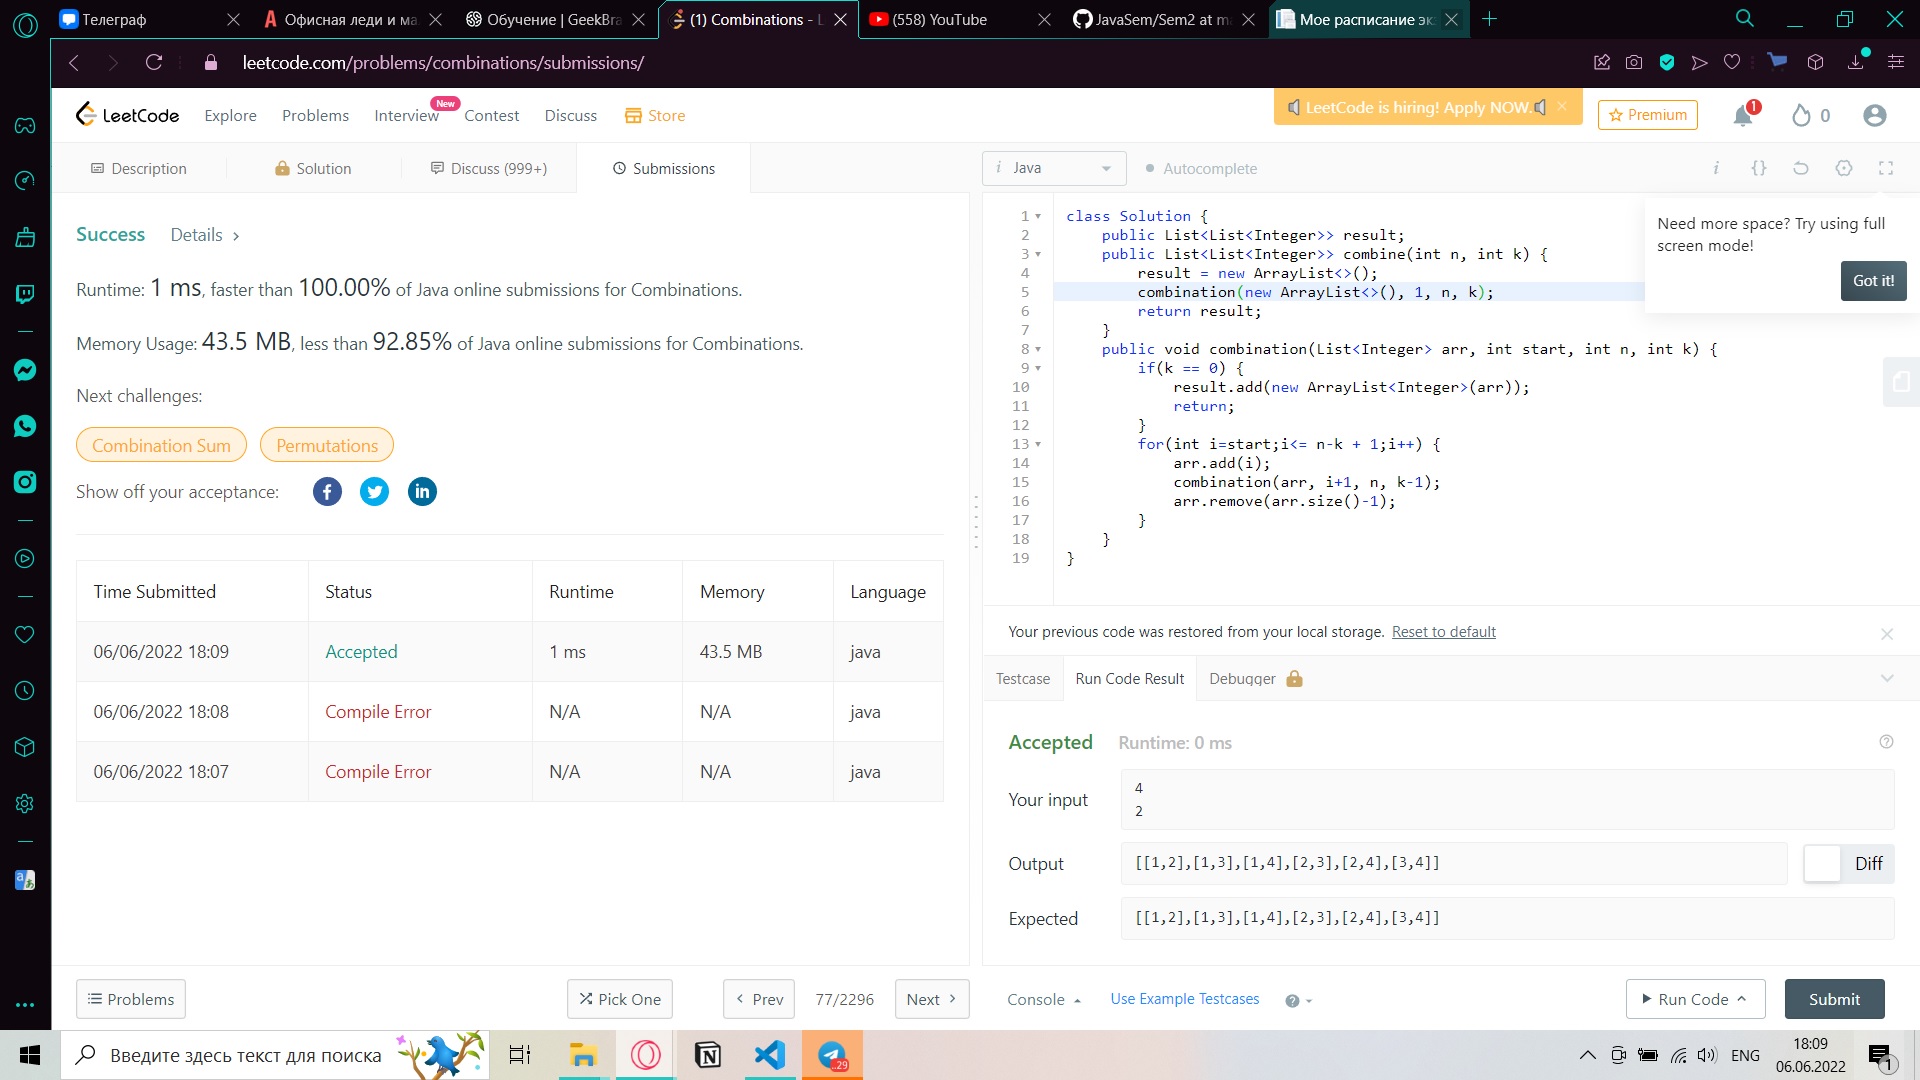 Телеграф
Офисная леди и ма
Обучение | GeekBra
(1) Combinations - L
(558) YouTube
JavaSem/Sem2 at m
Мое расписание эк
leetcode.com/problems/combinations/submissions/
LeetCode
Explore
Problems
Interview
New
Contest
Discuss
Store
LeetCode is hiring! Apply NOW.
Premium
1
0
Description
Solution
Discuss (999+)
Submissions
i Java
Autocomplete
Success
Details
Runtime: 1 ms, faster than 100.00% of Java online submissions for Combinations.
Memory Usage: 43.5 MB, less than 92.85% of Java online submissions for Combinations.
Next challenges:
Combination Sum
Permutations
Show off your acceptance:
Time Submitted Status Runtime Memory Language
06/06/2022 18:09 Accepted 1 ms 43.5 MB java
06/06/2022 18:08 Compile Error N/A N/A java
06/06/2022 18:07 Compile Error N/A N/A java
Need more space? Try using full
screen mode!
Got it!
1 class Solution {
2 public List<List<Integer>> result;
3 public List<List<Integer>> combine(int n, int k) {
4 result = new ArrayList<>();
5 combination(new ArrayList<>(), 1, n, k);
6 return result;
7 }
8 public void combination(List<Integer> arr, int start, int n, int k) {
9 if(k == 0) {
10 result.add(new ArrayList<Integer>(arr));
11 return;
12 }
13 for(int i=start;i<= n-k + 1;i++) {
14 arr.add(i);
15 combination(arr, i+1, n, k-1);
16 arr.remove(arr.size()-1);
17 }
18 }
19 }
Your previous code was restored from your local storage. Reset to default
Testcase
Run Code Result
Debugger
Accepted
Runtime: 0 ms
Your input
4
2
Output
[[1,2],[1,3],[1,4],[2,3],[2,4],[3,4]]
Diff
Expected
[[1,2],[1,3],[1,4],[2,3],[2,4],[3,4]]
Problems
Pick One
Prev
77/2296
Next
Console
Use Example Testcases
Run Code
Submit
Введите здесь текст для поиска
29
ENG
18:09
06.06.2022
1